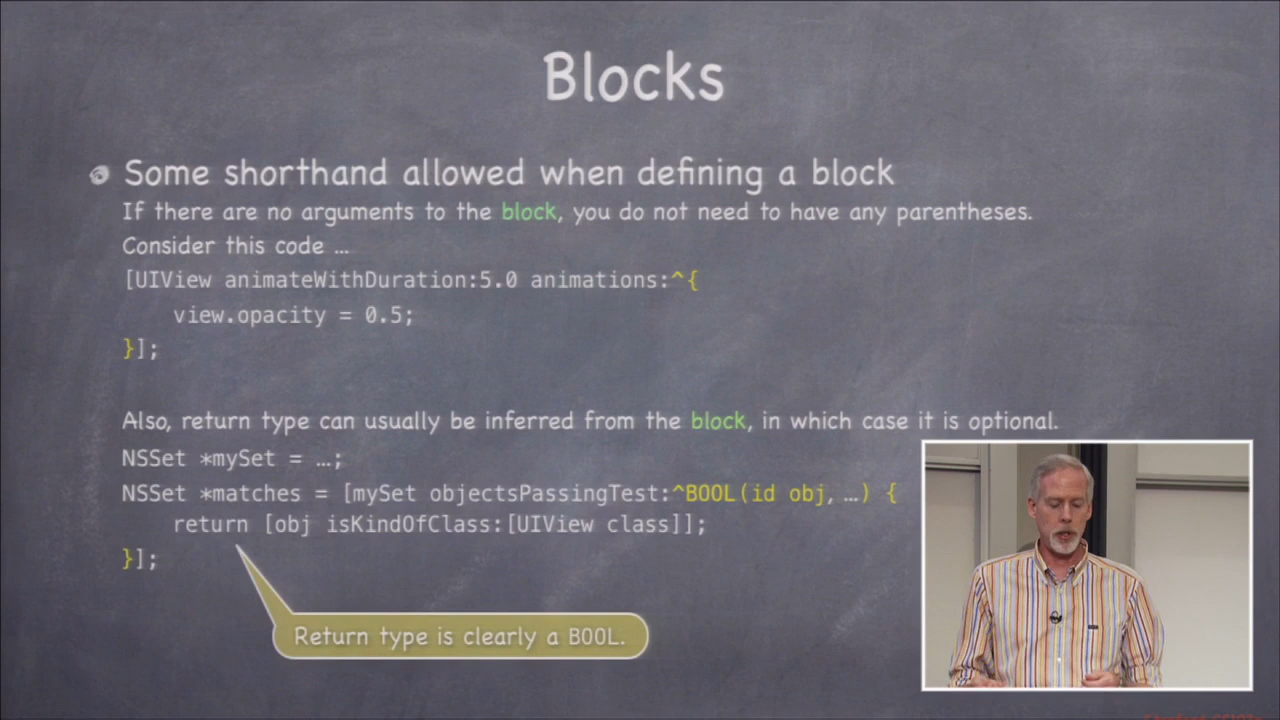 Blocks
Some shorthand allowed when defining a block
If there are no arguments to the block, you do not need to have any parentheses.
Consider this code …
[UIView animateWithDuration:5.0 animations:^{
view.opacity = 0.5;
}];
Also, return type can usually be inferred from the block, in which case it is optional.
NSSet *mySet = …;
NSSet *matches = [mySet objectsPassingTest:^BOOL(id obj, …) {
return [obj isKindOfClass:[UIView class]];
}];
Return type is clearly a BOOL.